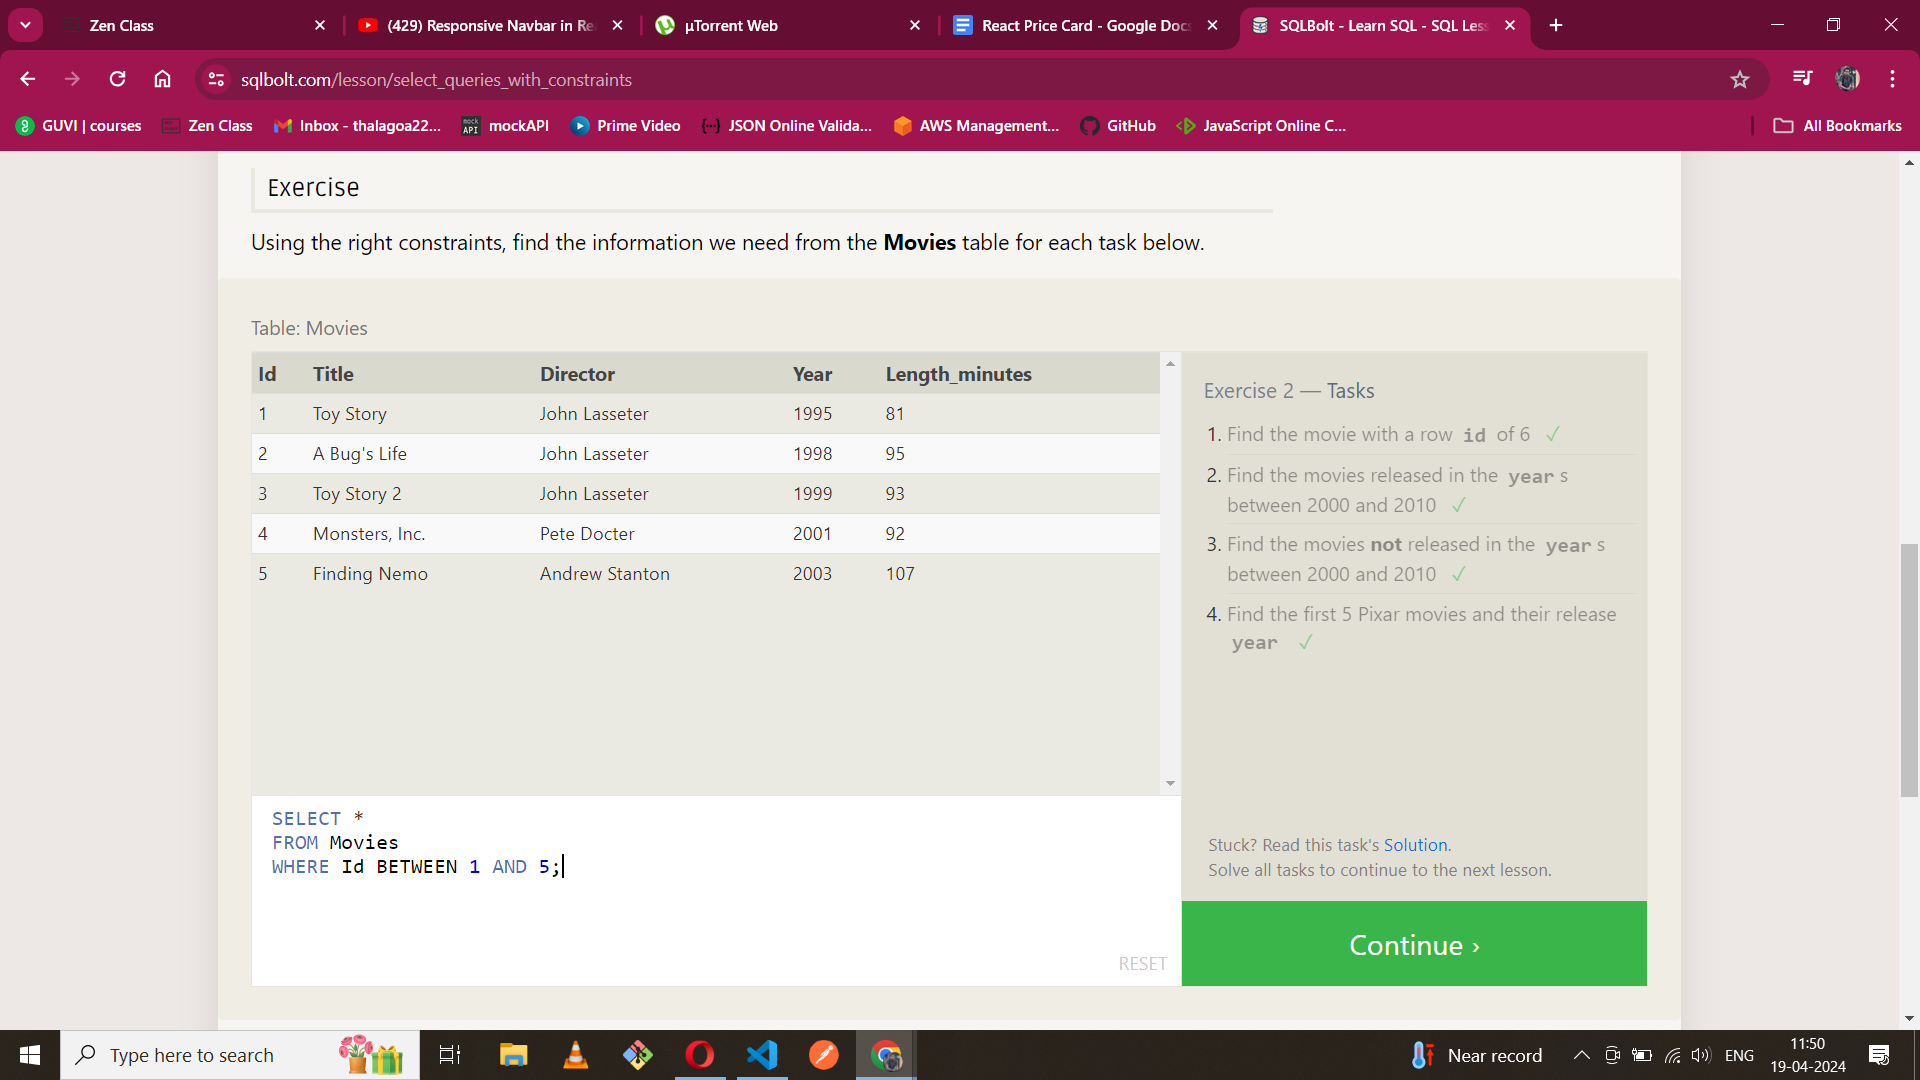 Zen Class
(429) Responsive Navbar in Re
µTorrent Web
React Price Card - Google Docs
SQLBolt - Learn SQL - SQL Less
sqlbolt.com/lesson/select_queries_with_constraints
GUVI | courses
Zen Class
Inbox - thalagoa22...
mock API
mockAPI
Prime Video
JSON Online Valida...
AWS Management...
GitHub
JavaScript Online C...
All Bookmarks
Exercise
Using the right constraints, find the information we need from the Movies table for each task below.
Table: Movies
Id Title Director Year Length_minutes
1 Toy Story John Lasseter 1995 81
2 A Bug's Life John Lasseter 1998 95
3 Toy Story 2 John Lasseter 1999 93
4 Monsters, Inc. Pete Docter 2001 92
5 Finding Nemo Andrew Stanton 2003 107
Exercise 2 — Tasks
1. Find the movie with a row id of 6 ✓
2. Find the movies released in the year s
between 2000 and 2010 ✓
3. Find the movies not released in the year s
between 2000 and 2010 ✓
4. Find the first 5 Pixar movies and their release
year ✓
SELECT *
FROM Movies
WHERE Id BETWEEN 1 AND 5;
RESET
Stuck? Read this task's Solution.
Solve all tasks to continue to the next lesson.
Continue ›
Type here to search
Near record
ENG
11:50
19-04-2024